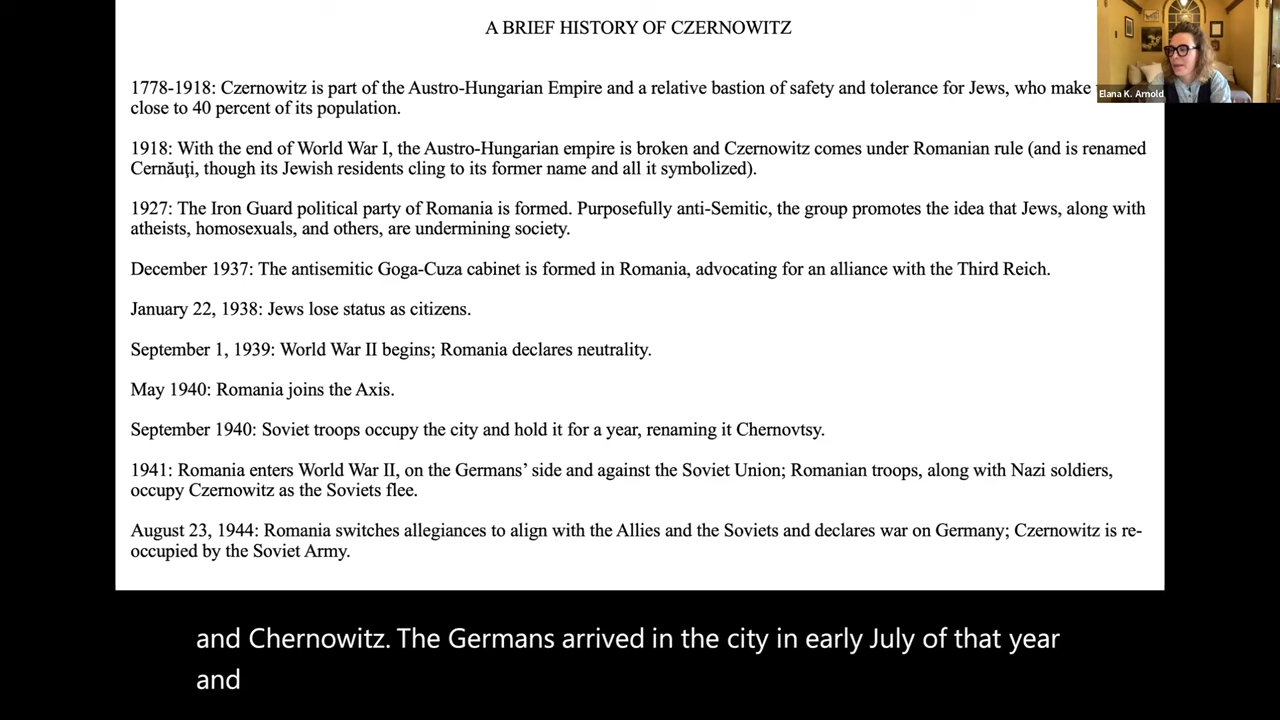 A BRIEF HISTORY OF CZERNOWITZ
1778-1918: Czernowitz is part of the Austro-Hungarian Empire and a relative bastion of safety and tolerance for Jews, who make
close to 40 percent of its population.
1918: With the end of World War I, the Austro-Hungarian empire is broken and Czernowitz comes under Romanian rule (and is renamed
Cernăuţi, though its Jewish residents cling to its former name and all it symbolized).
1927: The Iron Guard political party of Romania is formed. Purposefully anti-Semitic, the group promotes the idea that Jews, along with
atheists, homosexuals, and others, are undermining society.
December 1937: The antisemitic Goga-Cuza cabinet is formed in Romania, advocating for an alliance with the Third Reich.
January 22, 1938: Jews lose status as citizens.
September 1, 1939: World War II begins; Romania declares neutrality.
May 1940: Romania joins the Axis.
September 1940: Soviet troops occupy the city and hold it for a year, renaming it Chernovtsy.
1941: Romania enters World War II, on the Germans’ side and against the Soviet Union; Romanian troops, along with Nazi soldiers,
occupy Czernowitz as the Soviets flee.
August 23, 1944: Romania switches allegiances to align with the Allies and the Soviets and declares war on Germany; Czernowitz is re-
occupied by the Soviet Army.
Elana K. Arnold
and Chernowitz. The Germans arrived in the city in early July of that year
and